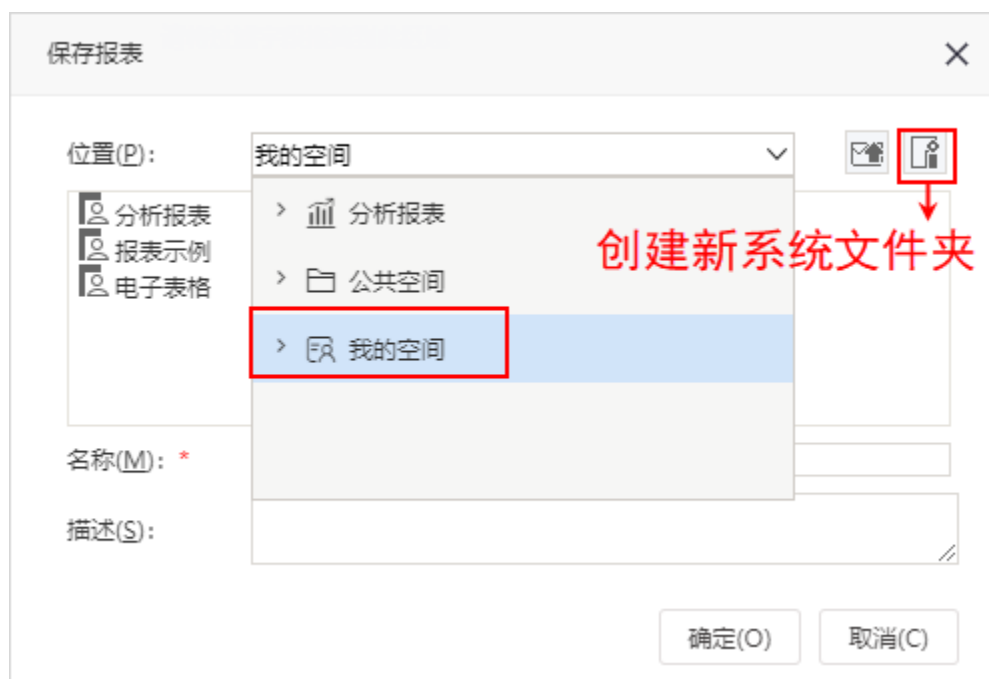 保存报表
位置(P):
我的空间
分析报表
报表示例
电子表格
分析报表
公共空间
我的空间
创建新系统文件夹
名称(M): *
描述(S):
确定(O)
取消(C)